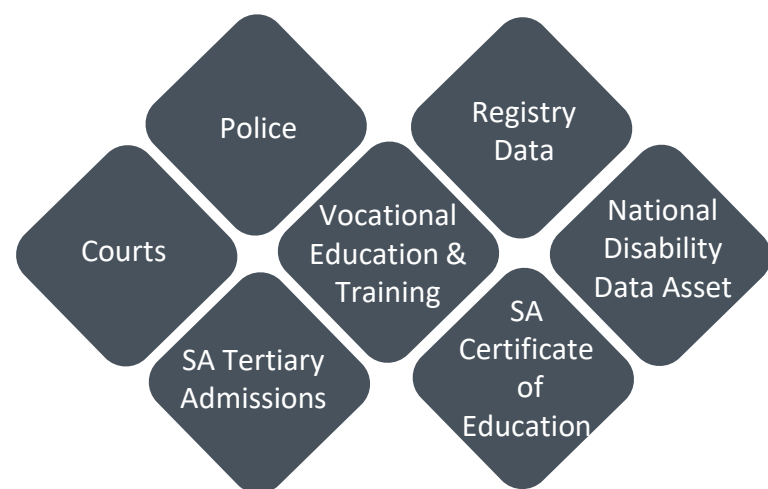 Police
Registry
Data
Courts
Vocational
Education &
Training
National
Disability
Data Asset
SA Tertiary
Admissions
SA
Certificate
of
Education